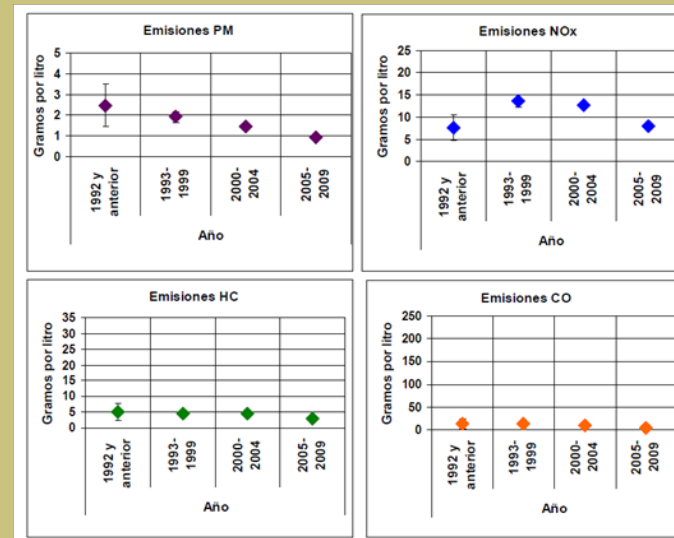 Emisiones PM
Gramos por litro
5
4
3
2
1
0
1992 y
anterior
1993-
1999
2000-
2004
2005-
2009
Año
Emisiones NOx
Gramos por litro
25
20
15
10
5
0
1992 y
anterior
1993-
1999
2000-
2004
2005-
2009
Año
Emisiones HC
Gramos por litro
35
30
25
20
15
10
5
0
1992 y
anterior
1993-
1999
2000-
2004
2005-
2009
Año
Emisiones CO
Gramos por litro
250
200
150
100
50
0
1992 y
anterior
1993-
1999
2000-
2004
2005-
2009
Año